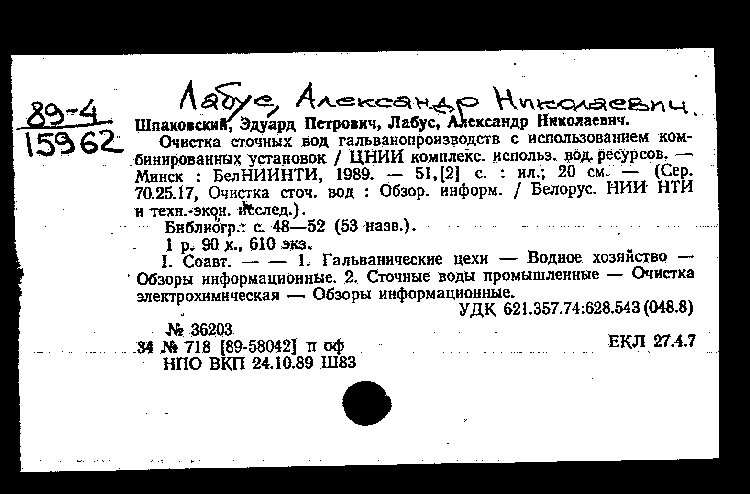 Лабус, Александр Николаевич.
89-4
15962
Шпаковский, Эдуард Петрович, Лабус, Александр Николаевич.
Очистка сточных вод гальванопроизводств с использованием ком-
бинированных установок / ЦНИИ комплекс. использ. вод. ресурсов. —
Минск : БелНИИНТИ, 1989. — 51,[2] с. : ил.; 20 см. — (Сер.
70.25.17, Очистка сточ. вод : Обзор. информ. / Белорус. НИИ НТИ
и техн.-экон. исслед.).
Библиогр.: с. 48—52 (53 назв.).
1 р. 90 к., 610 экз.
I. Соавт. — — 1. Гальванические цехи — Водное хозяйство —
Обзоры информационные. 2. Сточные воды промышленные — Очистка
электрохимическая — Обзоры информационные.
УДК 621.357.74:628.543(048.8)
№ 36203
34 № 718 [89-58042] п оф
ЕКЛ 27.4.7
НПО ВКП 24.10.89 Ш83